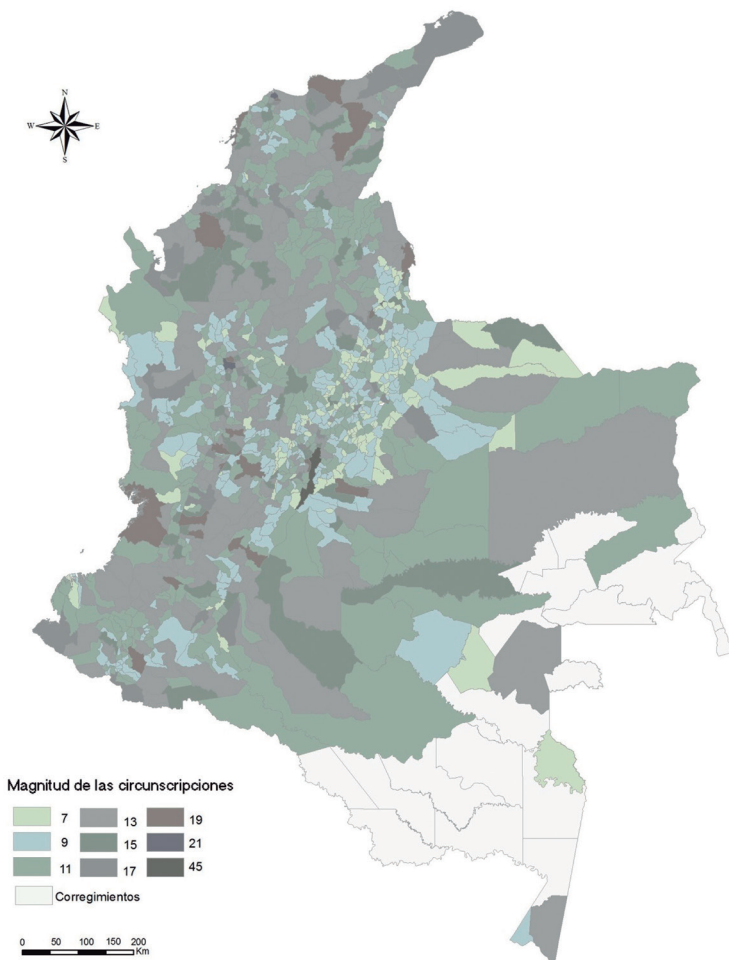 N
W E
S
Magnitud de las circunscripciones
7 13 19
9 15 21
11 17 45
Corregimientos
0 50 100 150 200
Km